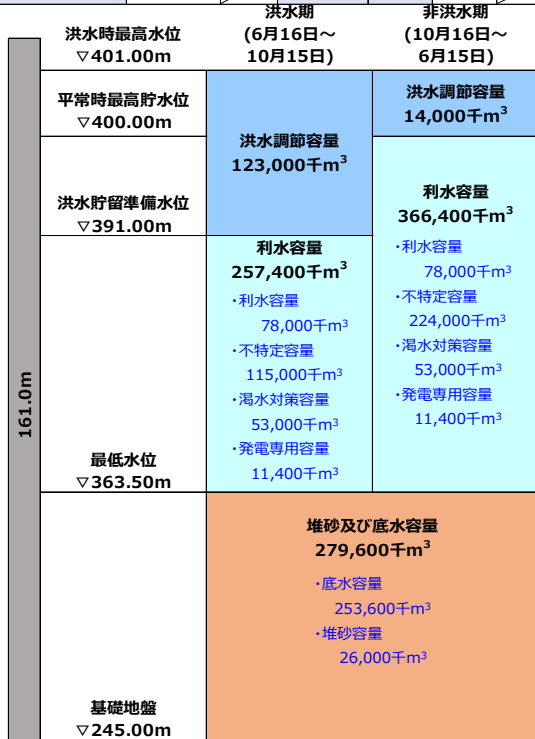 洪水時最高水位
▽401.00m
洪水期
(6月16日～
10月15日)
非洪水期
(10月16日～
6月15日)
平常時最高貯水位
▽400.00m
洪水調節容量
123,000千m³
洪水調節容量
14,000千m³
洪水貯留準備水位
▽391.00m
利水容量
366,400千m³
・利水容量
78,000千m³
・不特定容量
224,000千m³
・渇水対策容量
53,000千m³
・発電専用容量
11,400千m³
利水容量
257,400千m³
・利水容量
78,000千m³
・不特定容量
115,000千m³
・渇水対策容量
53,000千m³
・発電専用容量
11,400千m³
161.0m
最低水位
▽363.50m
堆砂及び底水容量
279,600千m³
・底水容量
253,600千m³
・堆砂容量
26,000千m³
基礎地盤
▽245.00m